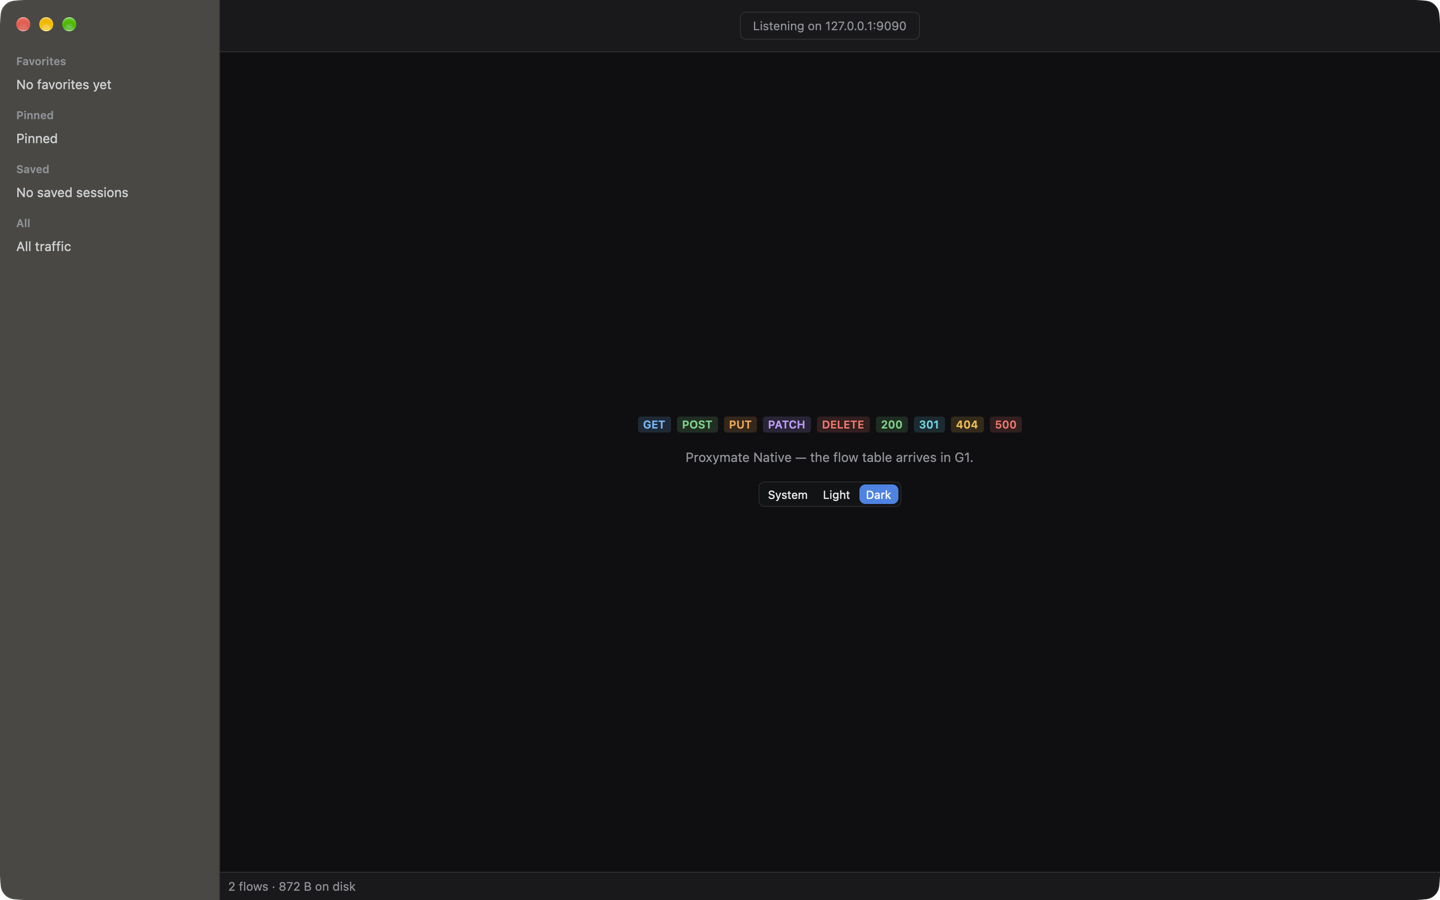 Listening on 127.0.0.1:9090
Favorites
No favorites yet
Pinned
Pinned
Saved
No saved sessions
All
All traffic
GET POST PUT PATCH DELETE 200 301 404 500
Proxymate Native — the flow table arrives in G1.
System Light Dark
2 flows · 872 B on disk